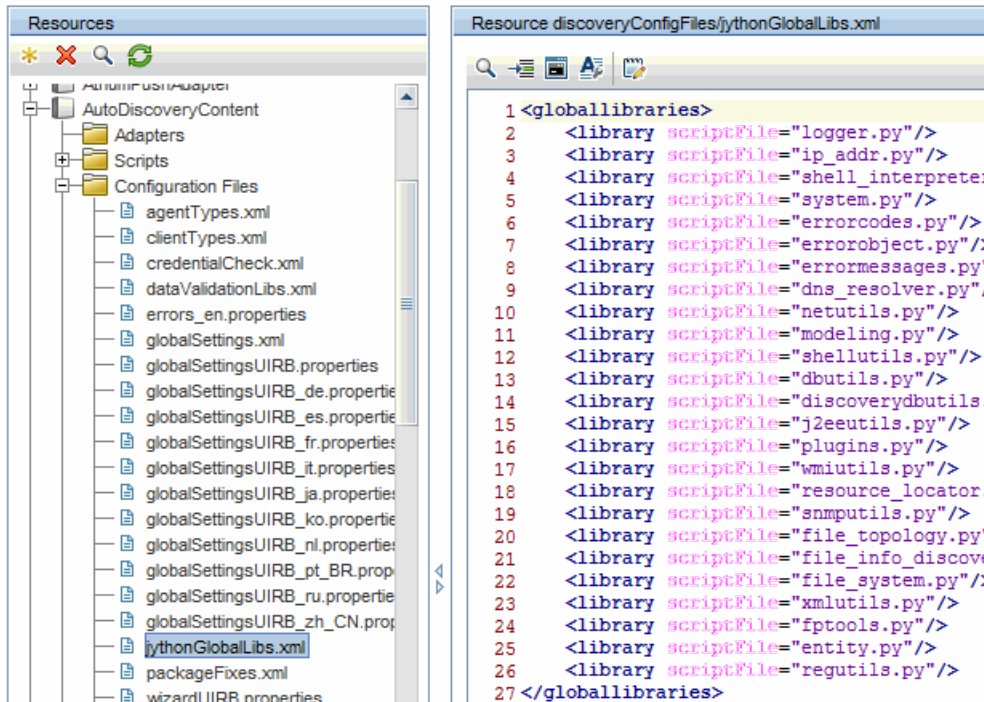 Resources
AtriumPushAdapter
AutoDiscoveryContent
Adapters
Scripts
Configuration Files
agentTypes.xml
clientTypes.xml
credentialCheck.xml
dataValidationLibs.xml
errors_en.properties
globalSettings.xml
globalSettingsUIRB.properties
globalSettingsUIRB_de.propertie
globalSettingsUIRB_es.propertie
globalSettingsUIRB_fr.properties
globalSettingsUIRB_it.properties
globalSettingsUIRB_ja.properties
globalSettingsUIRB_ko.propertie
globalSettingsUIRB_nl.properties
globalSettingsUIRB_pt_BR.prop
globalSettingsUIRB_ru.propertie
globalSettingsUIRB_zh_CN.prop
jythonGlobalLibs.xml
packageFixes.xml
wizardUIRB.properties
Resource discoveryConfigFiles/jythonGlobalLibs.xml
1 <globallibraries>
2 <library scriptFile="logger.py"/>
3 <library scriptFile="ip_addr.py"/>
4 <library scriptFile="shell_interpreter
5 <library scriptFile="system.py"/>
6 <library scriptFile="errorcodes.py"/>
7 <library scriptFile="errorobject.py"/>
8 <library scriptFile="errormessages.py"
9 <library scriptFile="dns_resolver.py"/
10 <library scriptFile="netutils.py"/>
11 <library scriptFile="modeling.py"/>
12 <library scriptFile="shellutils.py"/>
13 <library scriptFile="dbutils.py"/>
14 <library scriptFile="discoverydbutils.
15 <library scriptFile="j2eeutils.py"/>
16 <library scriptFile="plugins.py"/>
17 <library scriptFile="wmiutils.py"/>
18 <library scriptFile="resource_locator.
19 <library scriptFile="snmputils.py"/>
20 <library scriptFile="file_topology.py"
21 <library scriptFile="file_info_discove
22 <library scriptFile="file_system.py"/>
23 <library scriptFile="xmlutils.py"/>
24 <library scriptFile="fptools.py"/>
25 <library scriptFile="entity.py"/>
26 <library scriptFile="regutils.py"/>
27 </globallibraries>